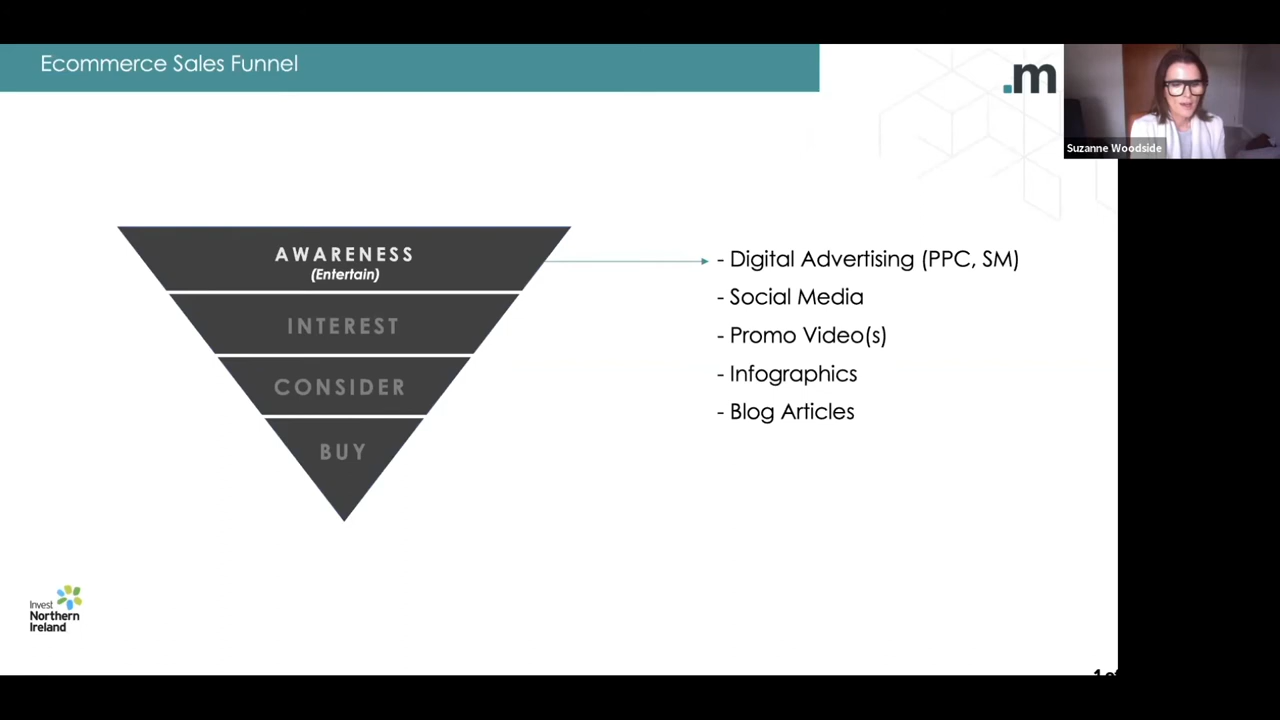 Ecommerce Sales Funnel
.m
Suzanne Woodside
AWARENESS
(Entertain)
INTEREST
CONSIDER
BUY
- Digital Advertising (PPC, SM)
- Social Media
- Promo Video(s)
- Infographics
- Blog Articles
Invest
Northern
Ireland